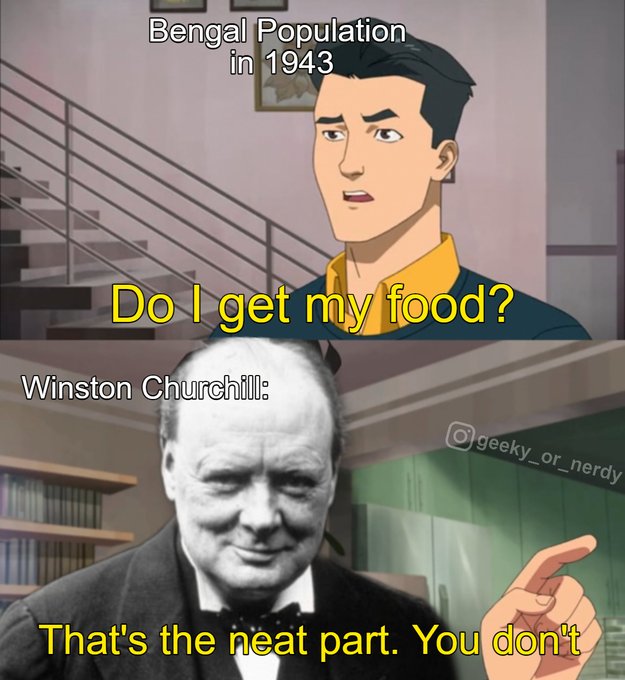 Bengal Population
in 1943
Do I get my food?
Winston Churchill:
geeky_or_nerdy
That's the neat part. You don't